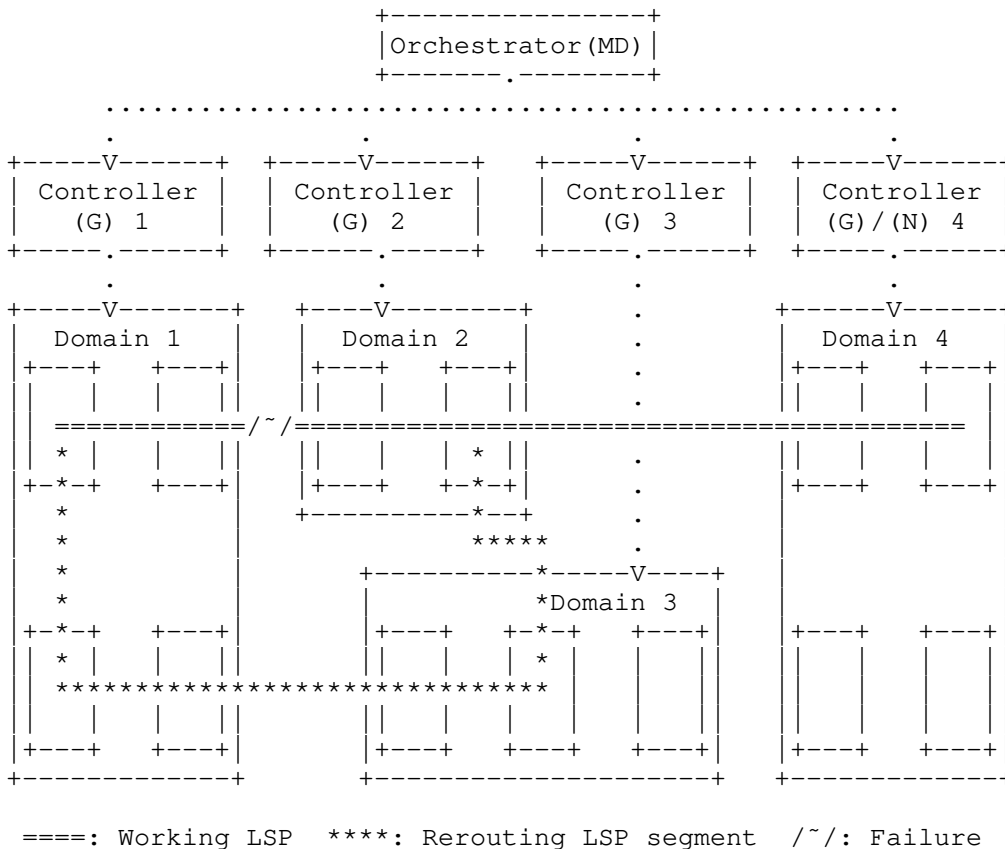 Orchestrator(MD)
Controller Controller Controller Controller
(G) 1 (G) 2 (G) 3 (G)/(N) 4
Domain 1 Domain 2 Domain 4
Domain 3
====: Working LSP ****: Rerouting LSP segment /~/: Failure